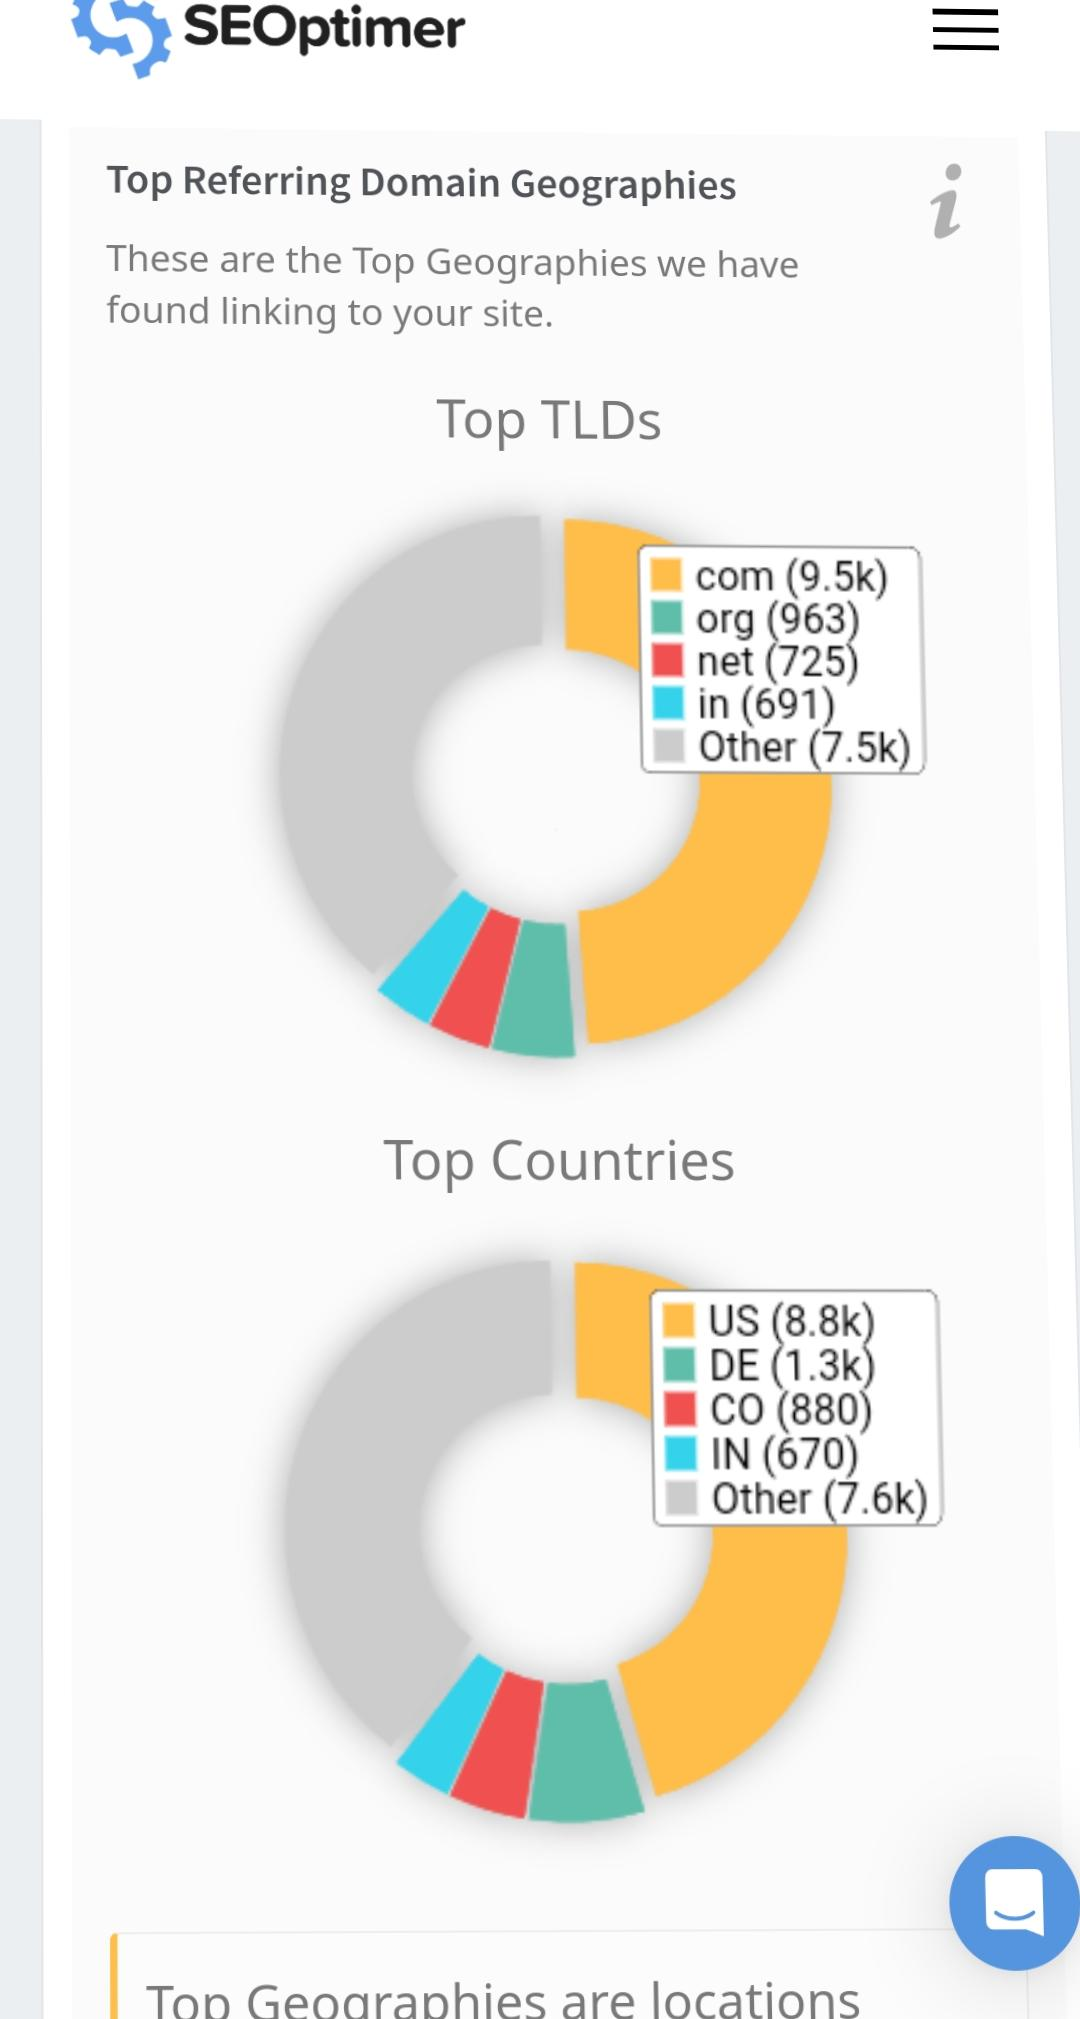 SEOptimer
Top Referring Domain Geographies
These are the Top Geographies we have
found linking to your site.
Top TLDs
com (9.5k)
org (963)
net (725)
in (691)
Other (7.5k)
Top Countries
US (8.8k)
DE (1.3k)
CO (880)
IN (670)
Other (7.6k)
Top Geographies are locations